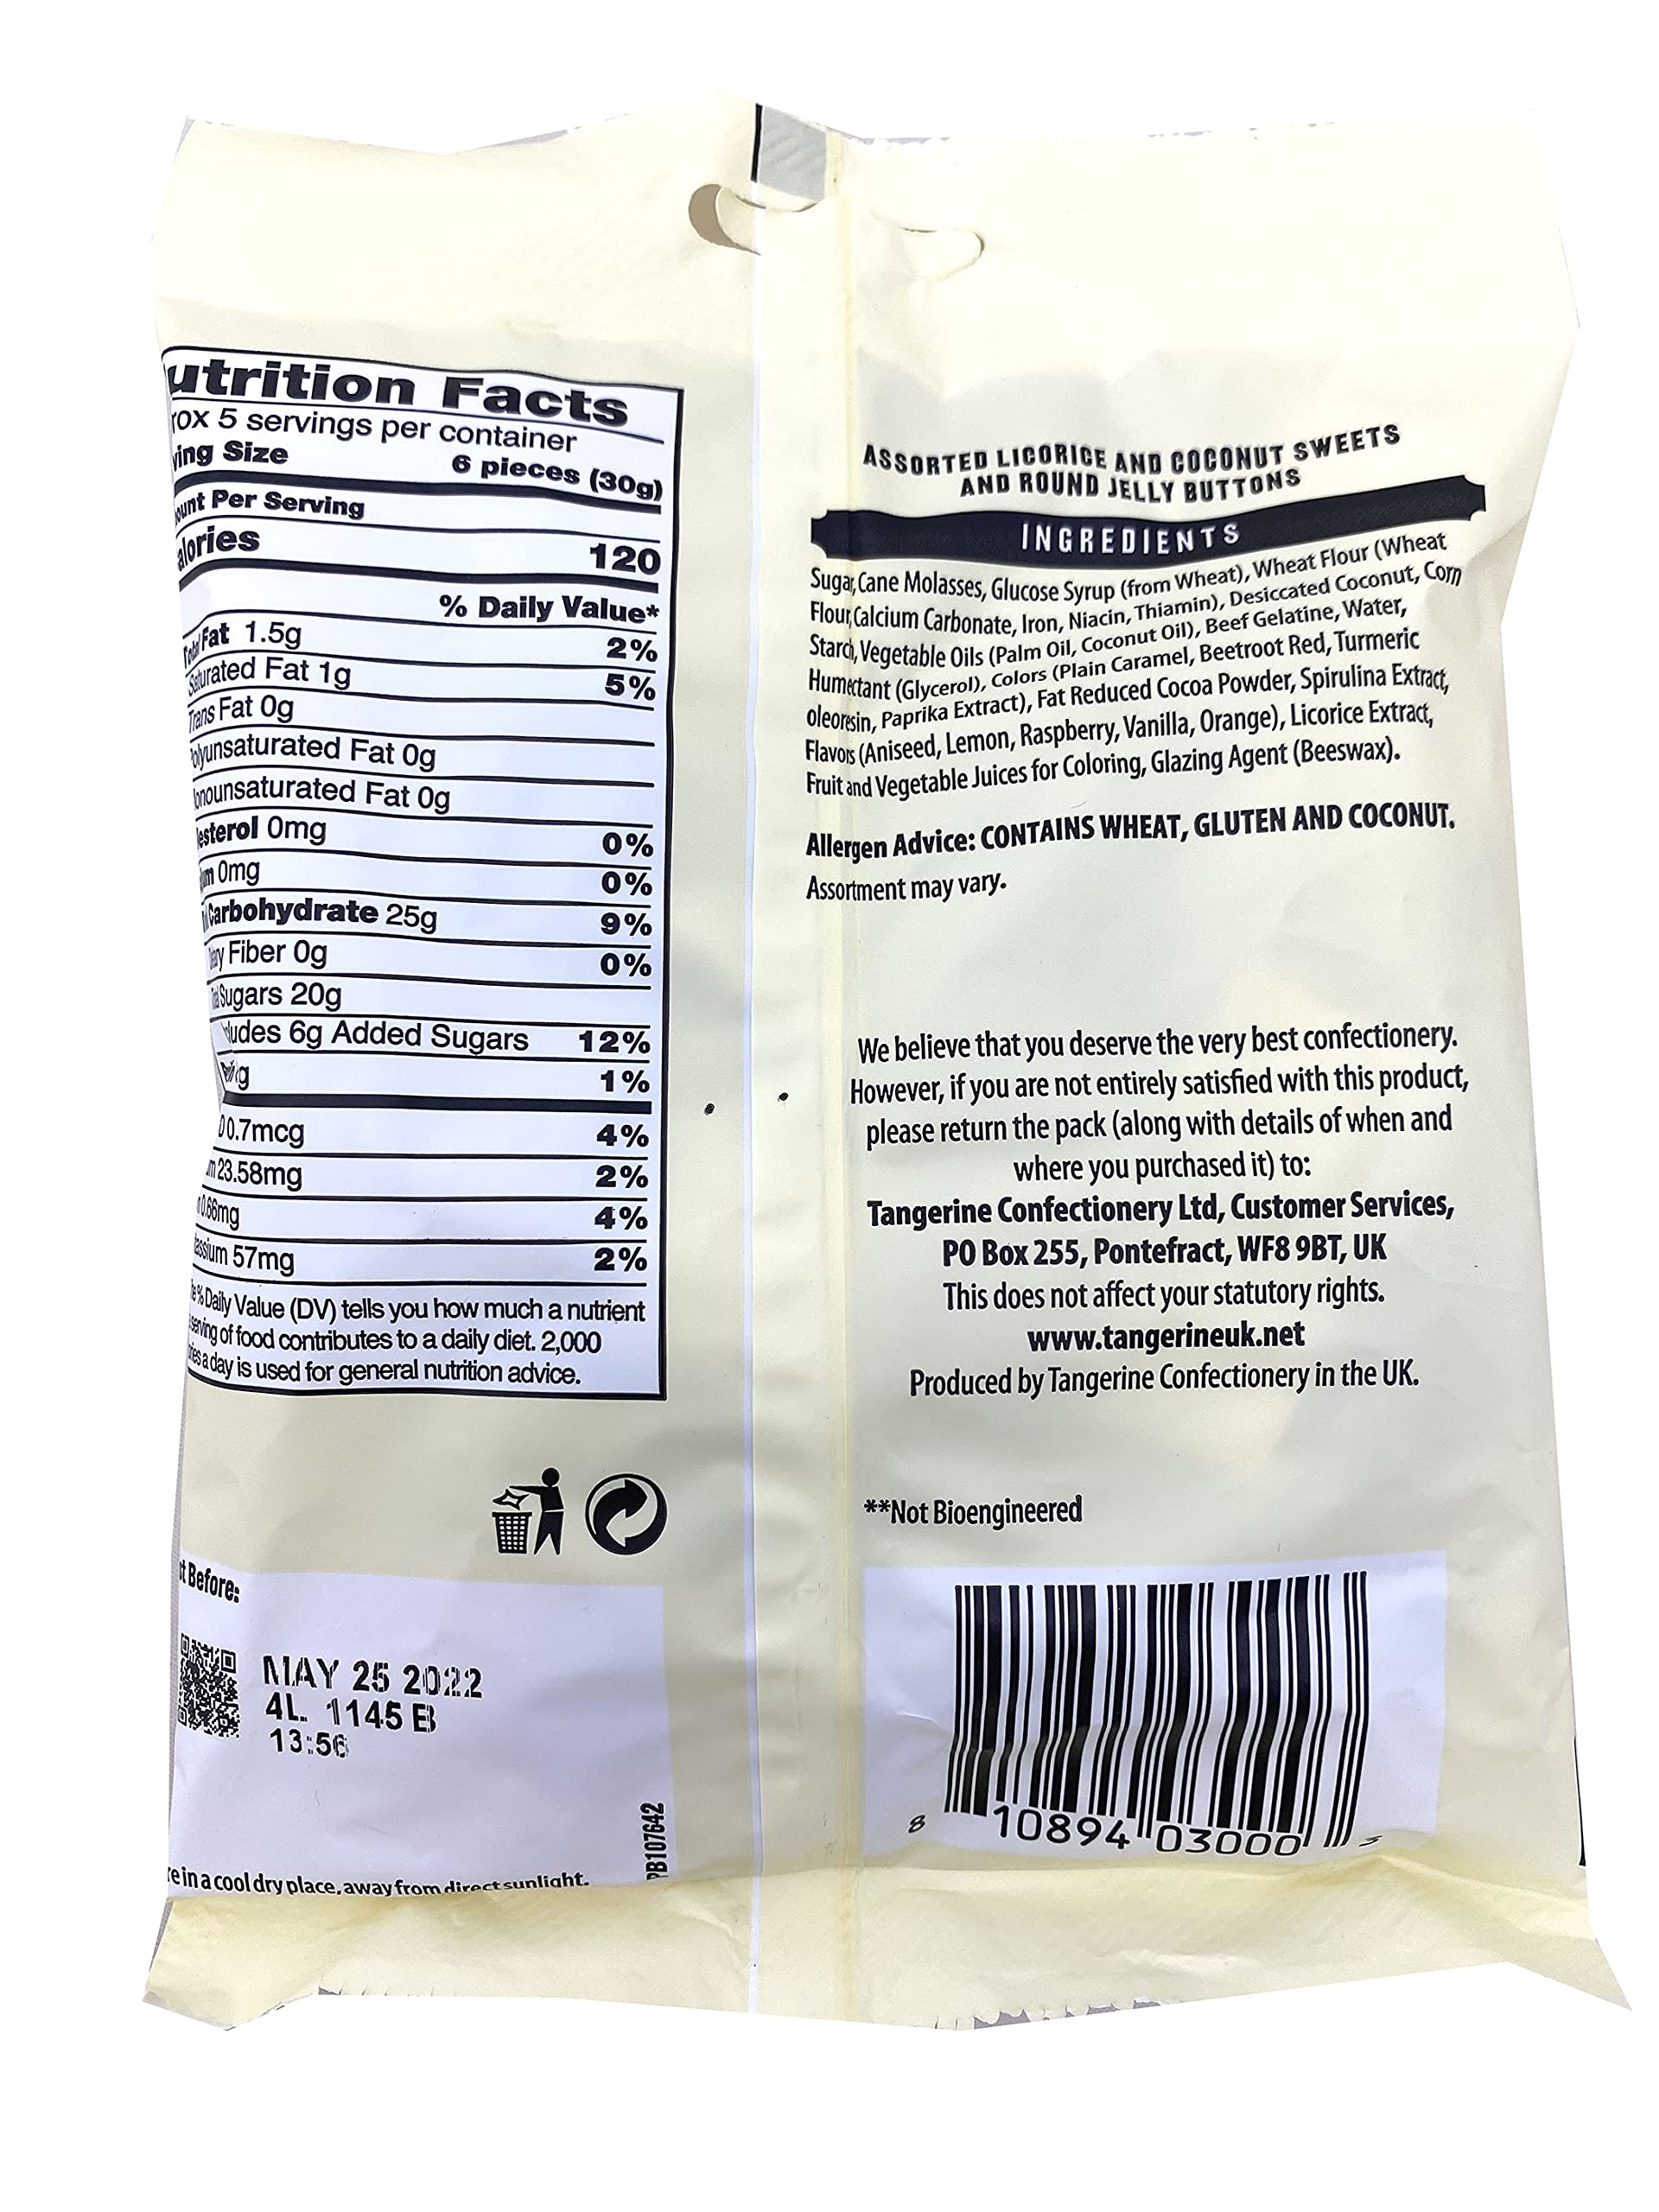 utrition Facts
rox 5 servings per container
ving Size 6 pieces (30g)
ount Per Serving
alories 120
% Daily Value*
Total Fat 1.5g 2%
Saturated Fat 1g 5%
Trans Fat 0g
olyunsaturated Fat 0g
onounsaturated Fat 0g
esterol 0mg 0%
um 0mg 0%
Carbohydrate 25g 9%
ary Fiber 0g 0%
Sugars 20g
ludes 6g Added Sugars 12%
g 1%
D 0.7mcg 4%
m 23.58mg 2%
n 0.66mg 4%
tassium 57mg 2%
e % Daily Value (DV) tells you how much a nutrient
serving of food contributes to a daily diet. 2,000
ries a day is used for general nutrition advice.
t Before:
MAY 25 2022
4L. 1145 B
13:56
PB107642
re in a cool dry place, away from direct sunlight.
ASSORTED LICORICE AND COCONUT SWEETS
AND ROUND JELLY BUTTONS
INGREDIENTS
Sugar, Cane Molasses, Glucose Syrup (from Wheat), Wheat Flour (Wheat
Flour, Calcium Carbonate, Iron, Niacin, Thiamin), Desiccated Coconut, Corn
Starch, Vegetable Oils (Palm Oil, Coconut Oil), Beef Gelatine, Water,
Humectant (Glycerol), Colors (Plain Caramel, Beetroot Red, Turmeric
oleoresin, Paprika Extract), Fat Reduced Cocoa Powder, Spirulina Extract,
Flavors (Aniseed, Lemon, Raspberry, Vanilla, Orange), Licorice Extract,
Fruit and Vegetable Juices for Coloring, Glazing Agent (Beeswax).
Allergen Advice: CONTAINS WHEAT, GLUTEN AND COCONUT.
Assortment may vary.
We believe that you deserve the very best confectionery.
However, if you are not entirely satisfied with this product,
please return the pack (along with details of when and
where you purchased it) to:
Tangerine Confectionery Ltd, Customer Services,
PO Box 255, Pontefract, WF8 9BT, UK
This does not affect your statutory rights.
www.tangerineuk.net
Produced by Tangerine Confectionery in the UK.
**Not Bioengineered
8 10894 03000 3